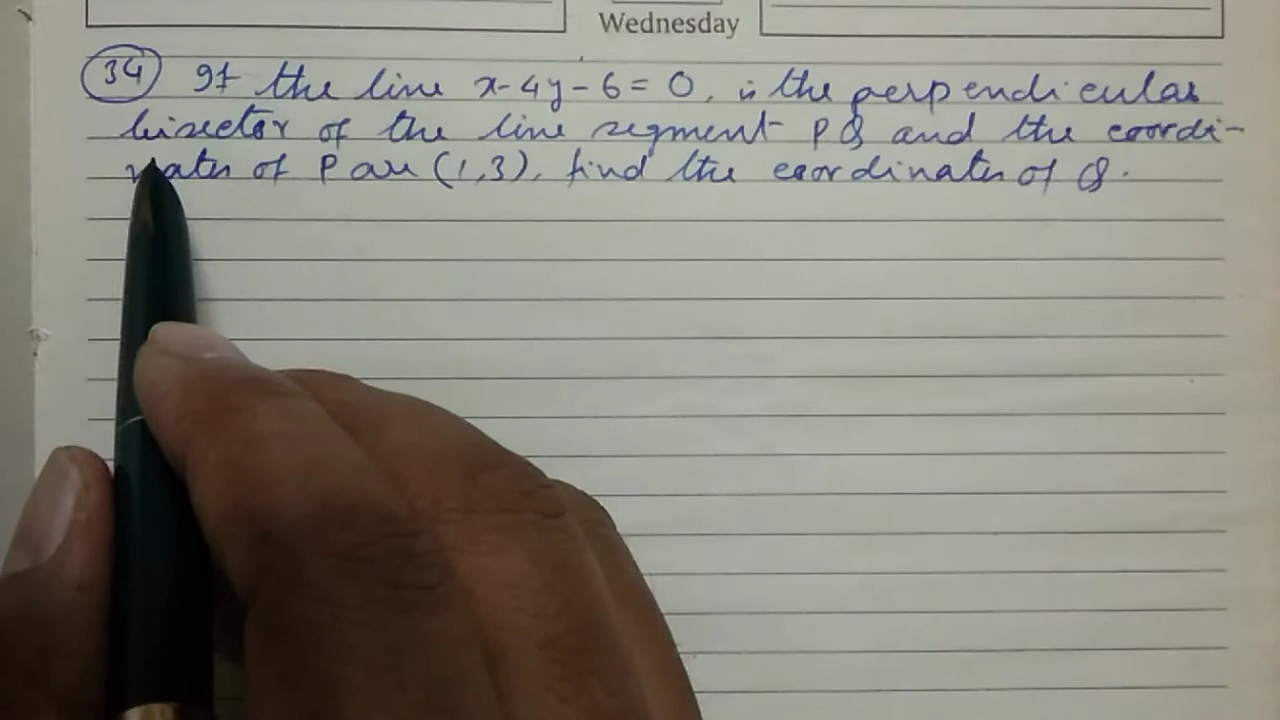 Wednesday
34 If the line x-4y-6=0, is the perpendicular
bisector of the line segment PQ and the coordi-
nates of P are (1,3), find the coordinates of Q.